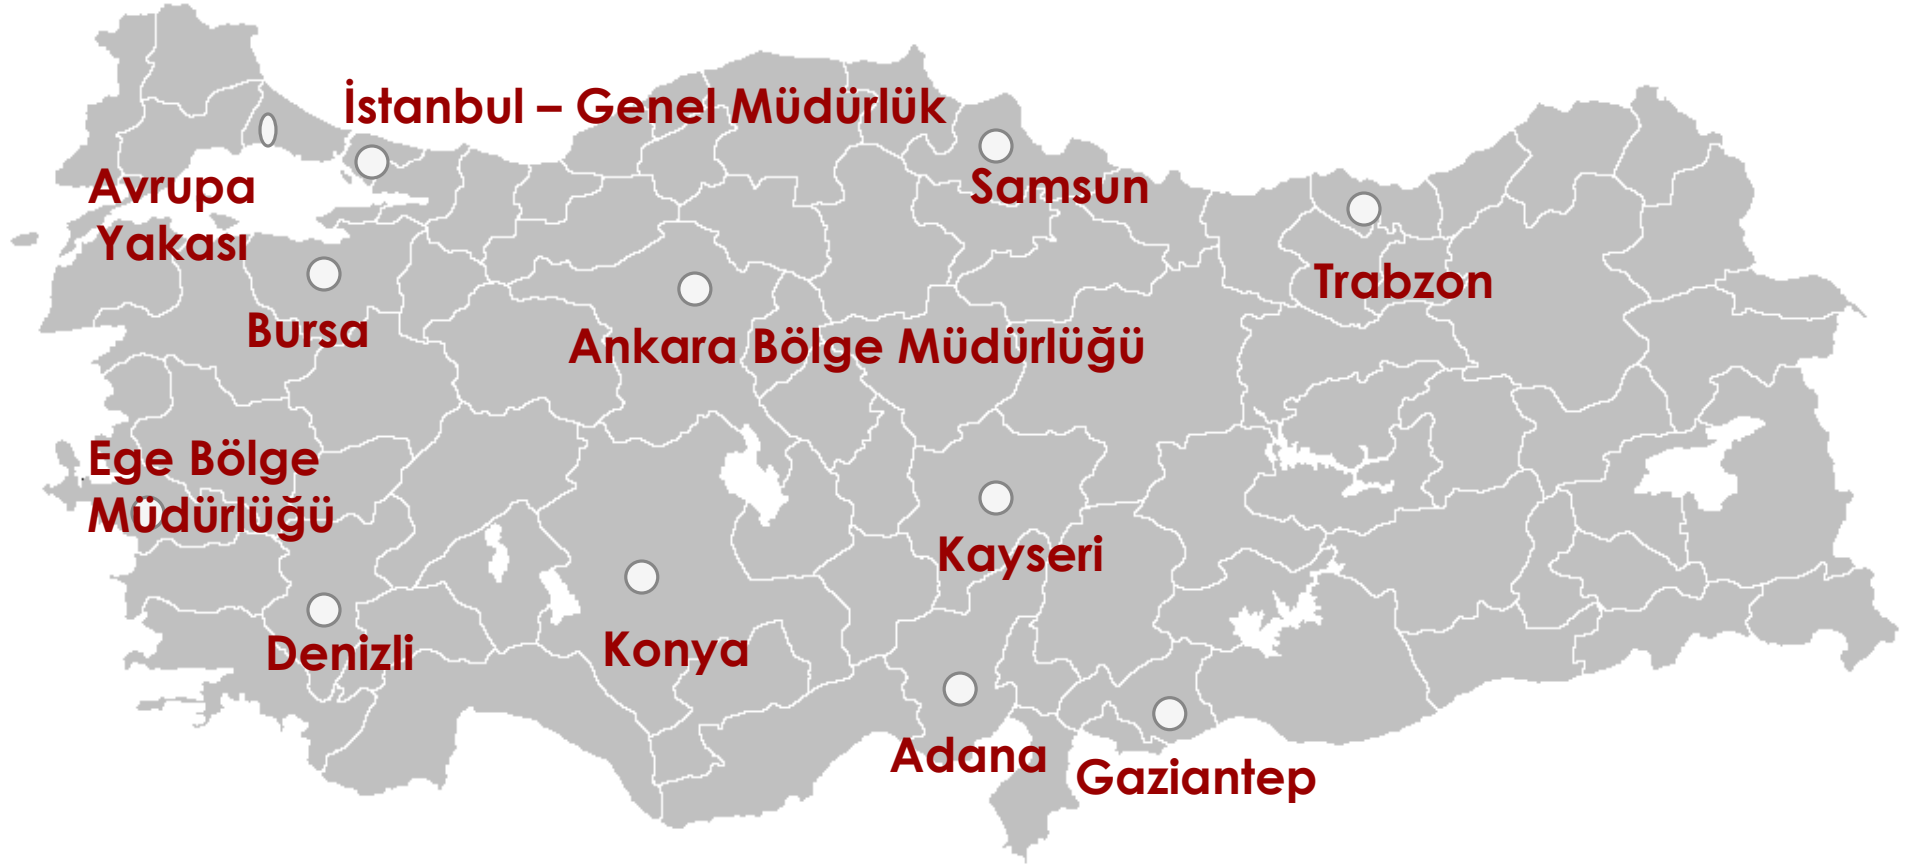 İstanbul – Genel Müdürlük
Avrupa
Yakası
Samsun
Trabzon
Bursa
Ankara Bölge Müdürlüğü
Ege Bölge
Müdürlüğü
Kayseri
Denizli
Konya
Adana
Gaziantep